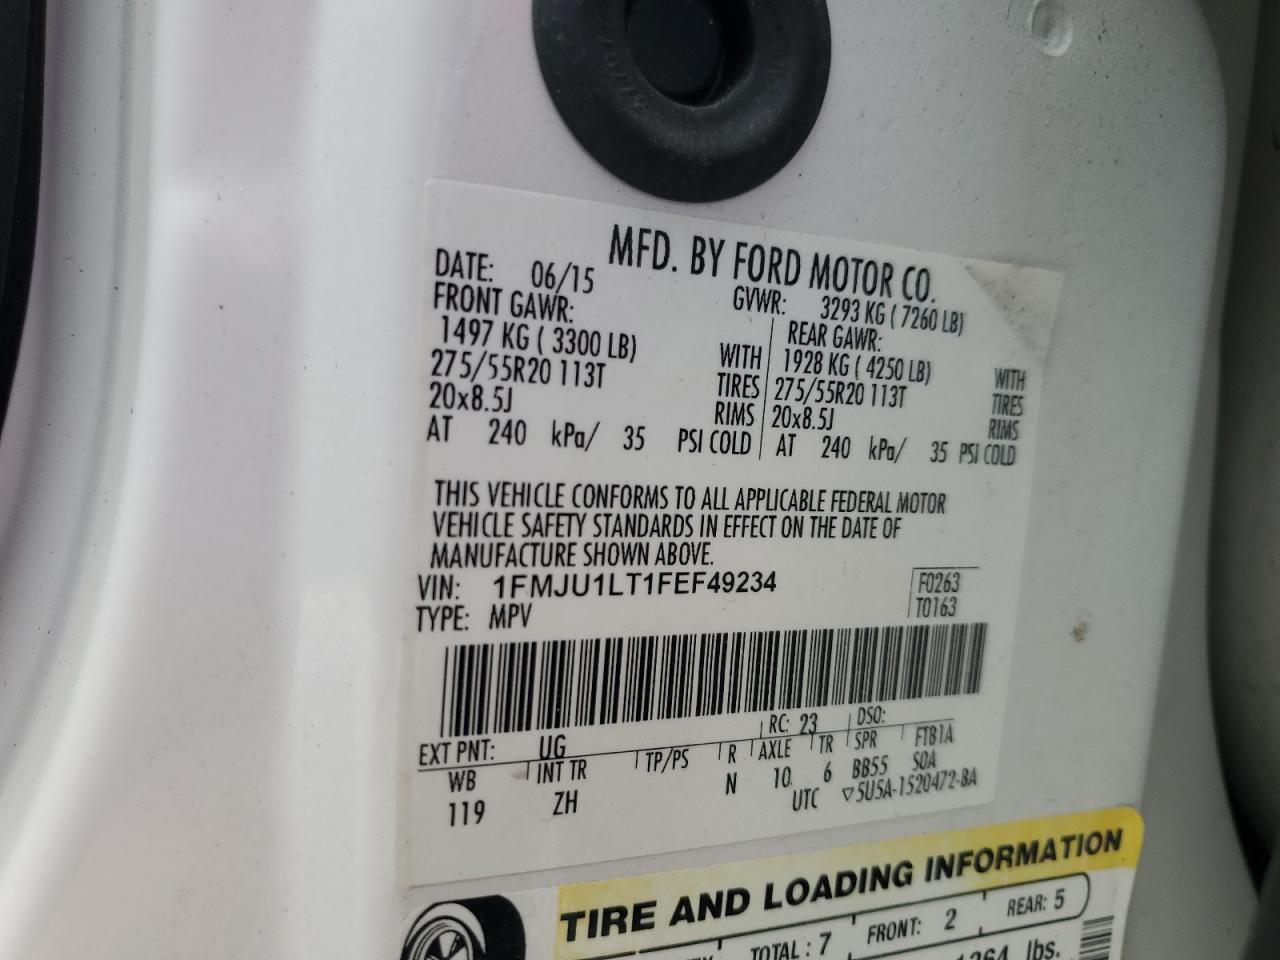 MFD. BY FORD MOTOR CO.
DATE: 06/15 GVWR: 3293 KG ( 7260 LB)
FRONT GAWR: REAR GAWR:
1497 KG ( 3300 LB) WITH 1928 KG ( 4250 LB) WITH
275/55R20 113T TIRES 275/55R20 113T TIRES
20x8.5J RIMS 20x8.5J RIMS
AT 240 kPa/ 35 PSI COLD AT 240 kPa/ 35 PSI COLD
THIS VEHICLE CONFORMS TO ALL APPLICABLE FEDERAL MOTOR
VEHICLE SAFETY STANDARDS IN EFFECT ON THE DATE OF
MANUFACTURE SHOWN ABOVE.
VIN: 1FMJU1LT1FEF49234 F0263
TYPE: MPV T0163
EXT PNT: UG RC: 23 DSO:
WB INT TR TP/PS R AXLE TR SPR FTB1A
119 ZH N 10 6 BB55 SOA
UTC ▽5U5A-1520472-BA
TIRE AND LOADING INFORMATION
TOTAL : 7 FRONT: 2 REAR: 5
lbs.